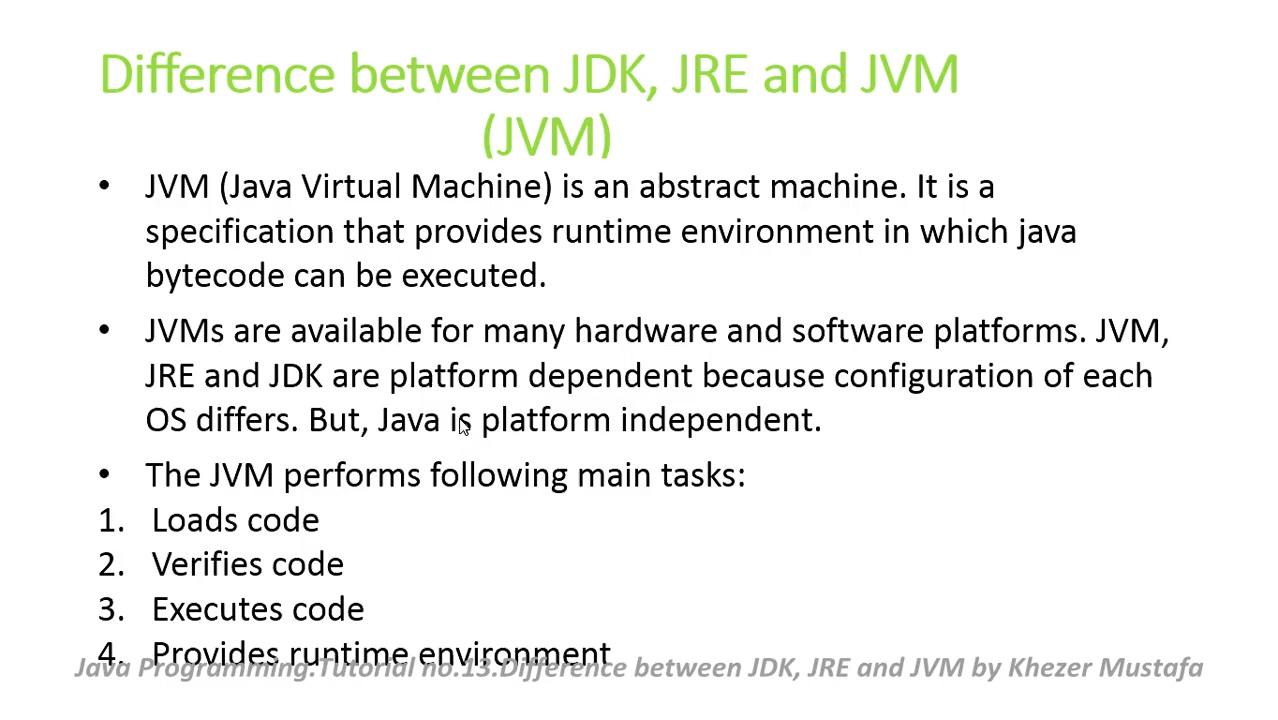 Difference between JDK, JRE and JVM
(JVM)
• JVM (Java Virtual Machine) is an abstract machine. It is a
specification that provides runtime environment in which java
bytecode can be executed.
• JVMs are available for many hardware and software platforms. JVM,
JRE and JDK are platform dependent because configuration of each
OS differs. But, Java is platform independent.
• The JVM performs following main tasks:
1. Loads code
2. Verifies code
3. Executes code
4. Provides runtime environment
Java Programming.Tutorial no.13.Difference between JDK, JRE and JVM by Khezer Mustafa